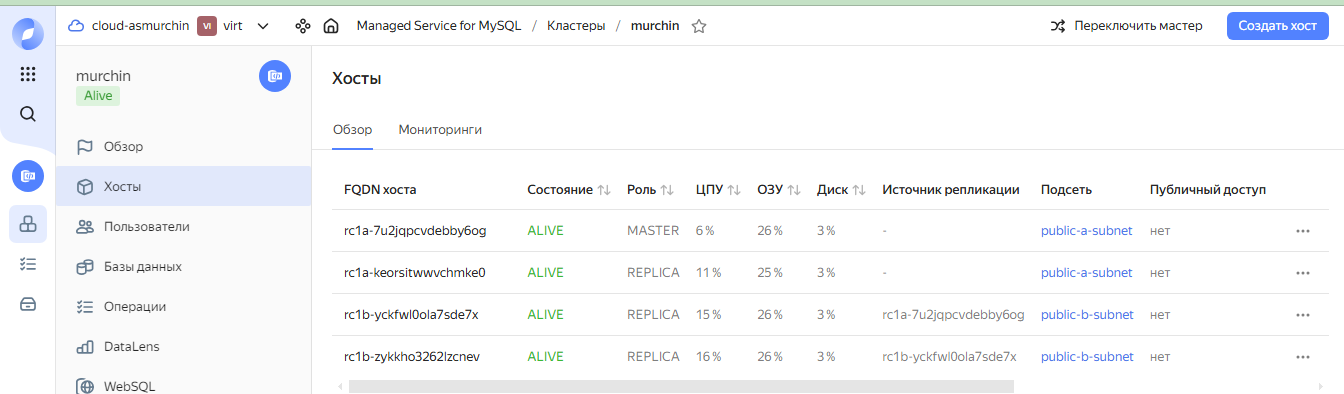 cloud-asmurchin VI virt Managed Service for MySQL / Кластеры / murchin Переключить мастер Создать хост
murchin
Alive
Обзор
Хосты
Пользователи
Базы данных
Операции
DataLens
WebSQL
Хосты
Обзор Мониторинги
FQDN хоста Состояние Роль ЦПУ ОЗУ Диск Источник репликации Подсеть Публичный доступ
rc1a-7u2jqpcvdebby6og ALIVE MASTER 6 % 26 % 3 % - public-a-subnet нет
rc1a-keorsitwwvchmke0 ALIVE REPLICA 11 % 25 % 3 % - public-a-subnet нет
rc1b-yckfwl0ola7sde7x ALIVE REPLICA 15 % 26 % 3 % rc1a-7u2jqpcvdebby6og public-b-subnet нет
rc1b-zykkho3262lzcnev ALIVE REPLICA 16 % 26 % 3 % rc1b-yckfwl0ola7sde7x public-b-subnet нет